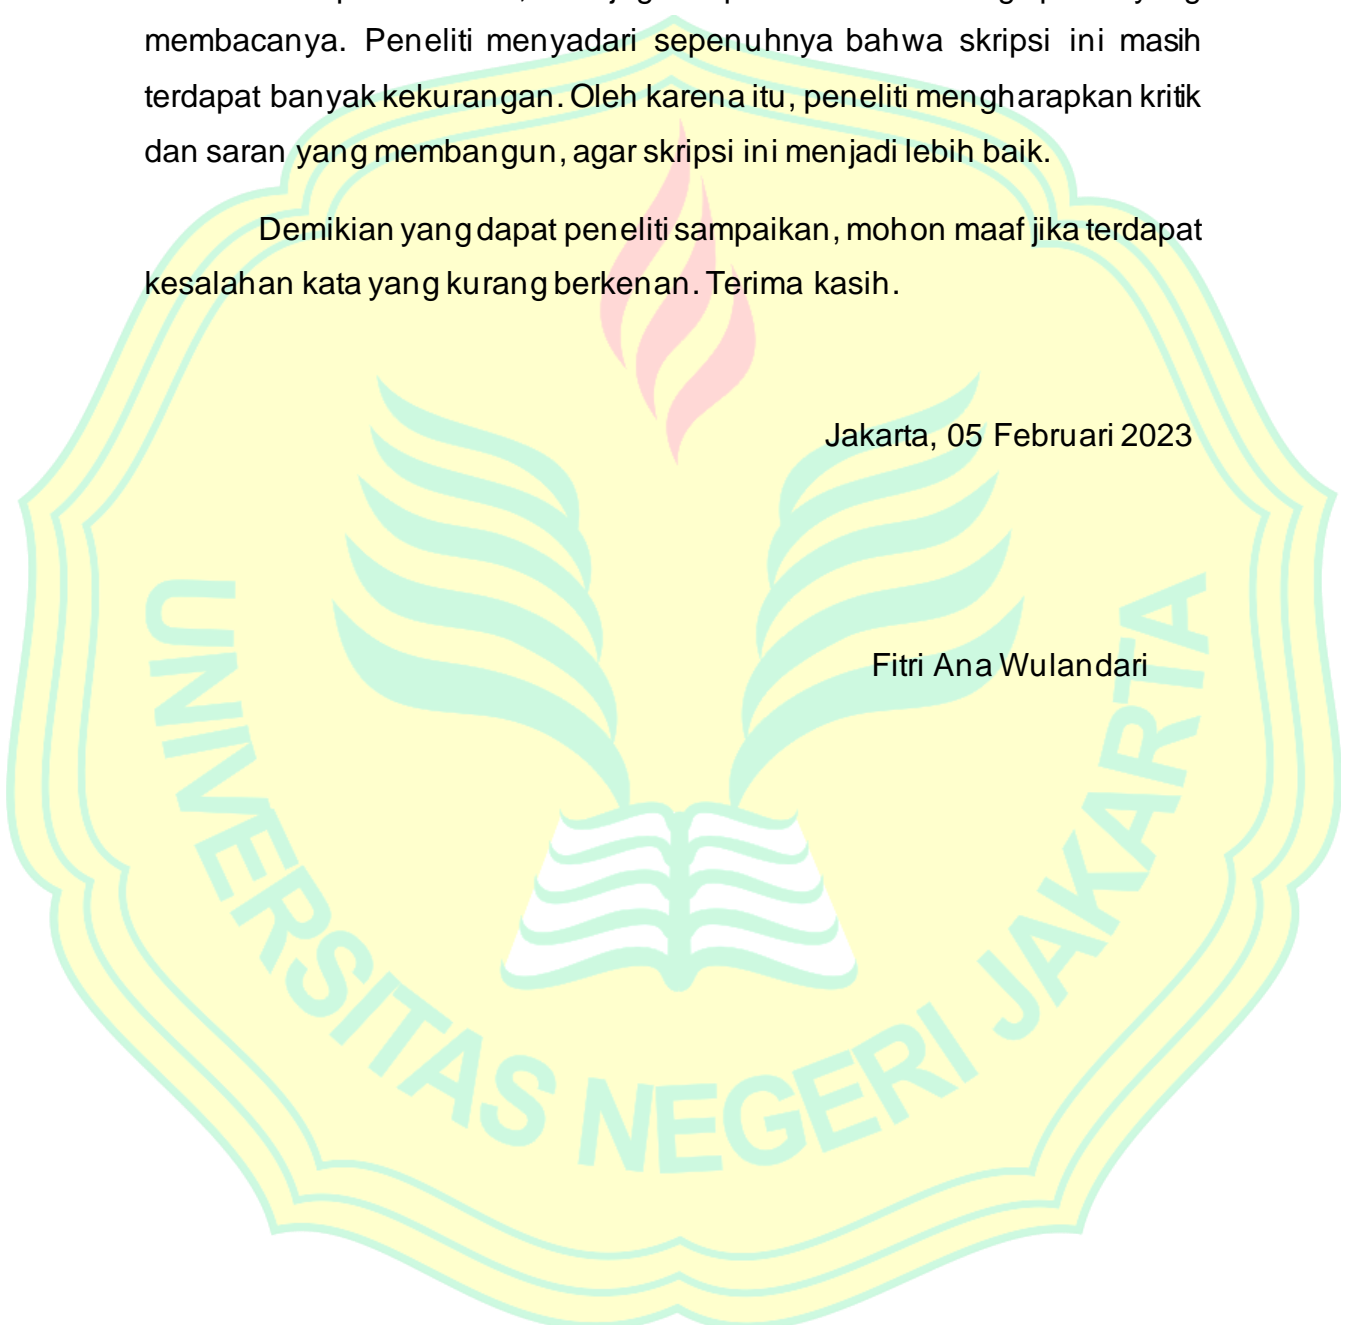 membacanya. Peneliti menyadari sepenuhnya bahwa skripsi ini masih
terdapat banyak kekurangan. Oleh karena itu, peneliti mengharapkan kritik
dan saran yang membangun, agar skripsi ini menjadi lebih baik.
Demikian yang dapat peneliti sampaikan, mohon maaf jika terdapat
kesalahan kata yang kurang berkenan. Terima kasih.
Jakarta, 05 Februari 2023
Fitri Ana Wulandari
UNIVERSITAS NEGERI JAKARTA